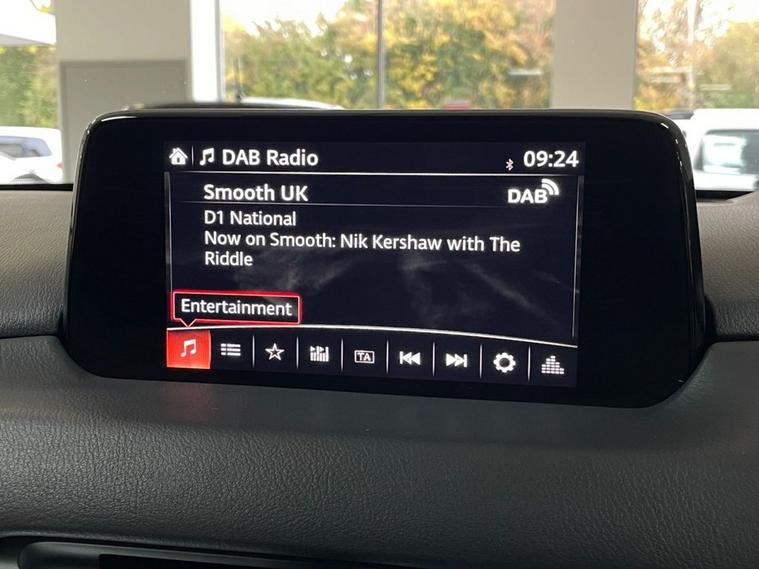 DAB Radio
09:24
Smooth UK
DAB
D1 National
Now on Smooth: Nik Kershaw with The
Riddle
Entertainment
TA